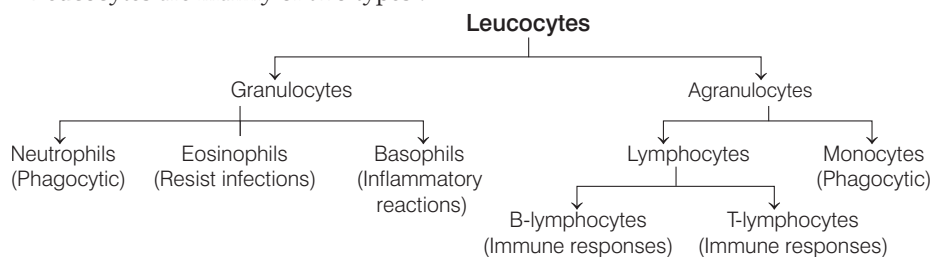 Leucocytes
Granulocytes Agranulocytes
Neutrophils Eosinophils Basophils Lymphocytes Monocytes
(Phagocytic) (Resist infections) (Inflammatory (Phagocytic)
reactions)
B-lymphocytes T-lymphocytes
(Immune responses) (Immune responses)